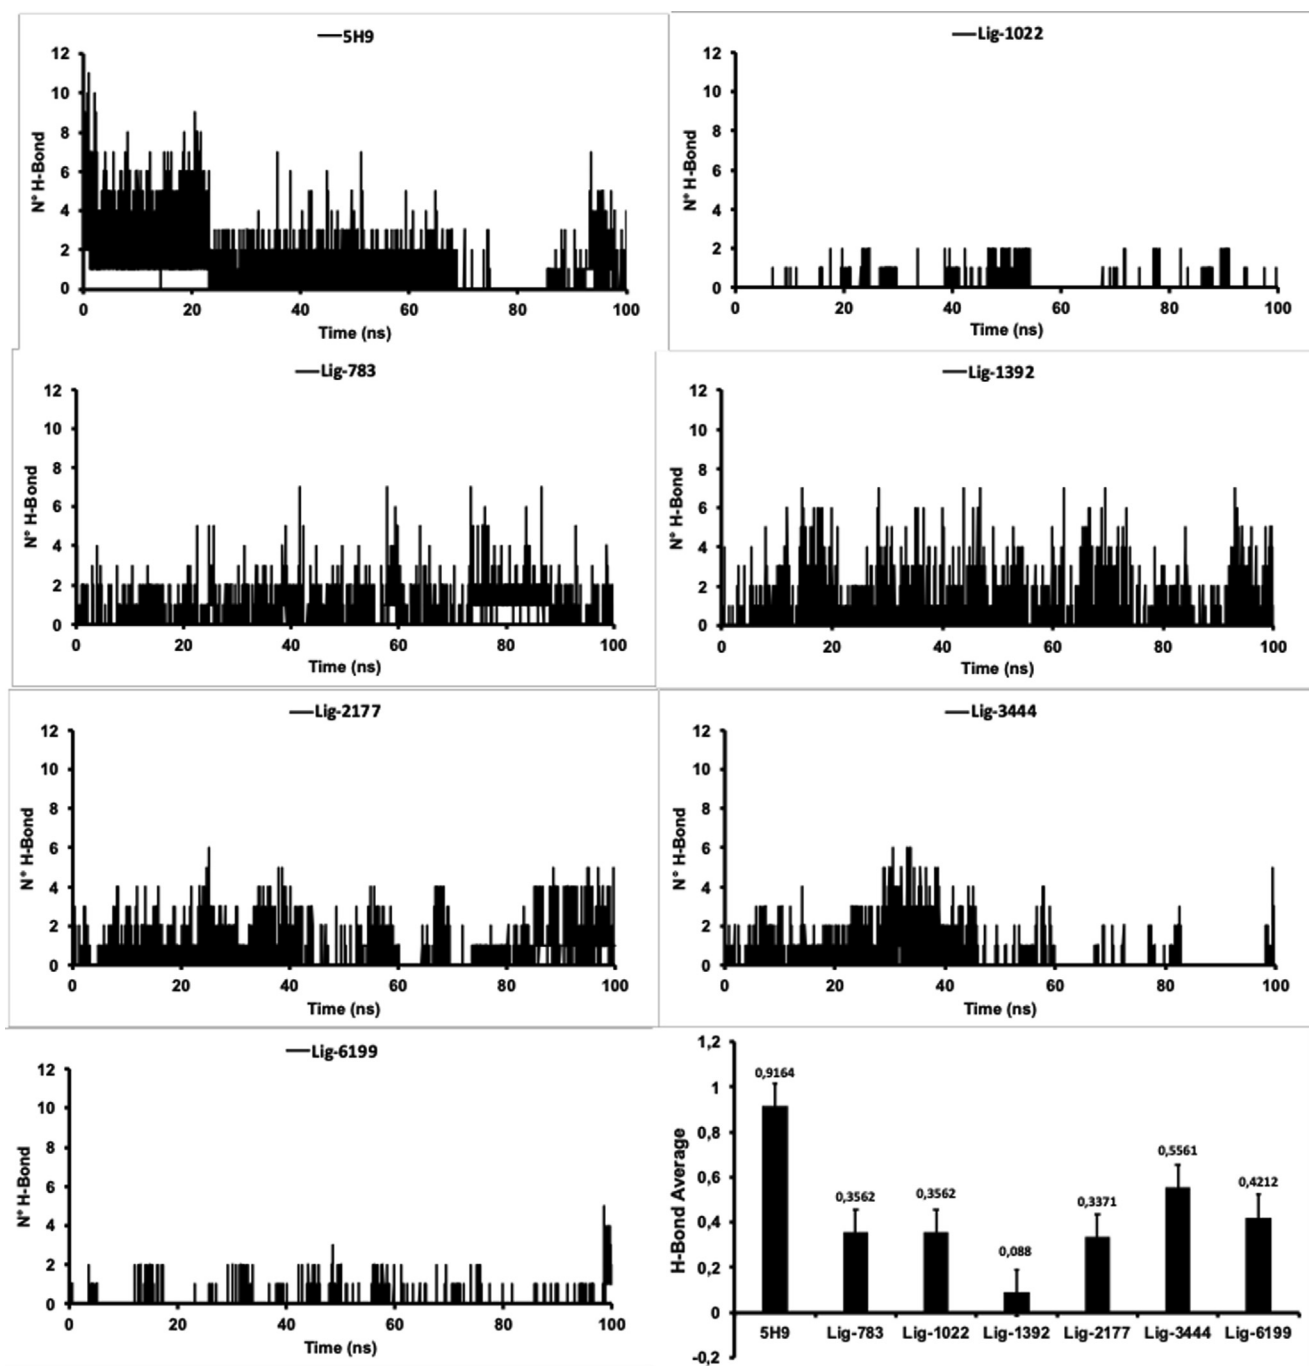 5H9
12
10
8
6
4
2
0
N° H-Bond
0 20 40 60 80 100
Time (ns)
Lig-1022
12
10
8
6
4
2
0
N° H-Bond
0 20 40 60 80 100
Time (ns)
Lig-783
12
10
8
6
4
2
0
N° H-Bond
0 20 40 60 80 100
Time (ns)
Lig-1392
12
10
8
6
4
2
0
N° H-Bond
0 20 40 60 80 100
Time (ns)
Lig-2177
12
10
8
6
4
2
0
N° H-Bond
0 20 40 60 80 100
Time (ns)
Lig-3444
12
10
8
6
4
2
0
N° H-Bond
0 20 40 60 80 100
Time (ns)
Lig-6199
12
10
8
6
4
2
0
N° H-Bond
0 20 40 60 80 100
Time (ns)
1,2
1
0,8
0,6
0,4
0,2
0
-0,2
H-Bond Average
0,9164
0,3562
0,3562
0,088
0,3371
0,5561
0,4212
5H9 Lig-783 Lig-1022 Lig-1392 Lig-2177 Lig-3444 Lig-6199